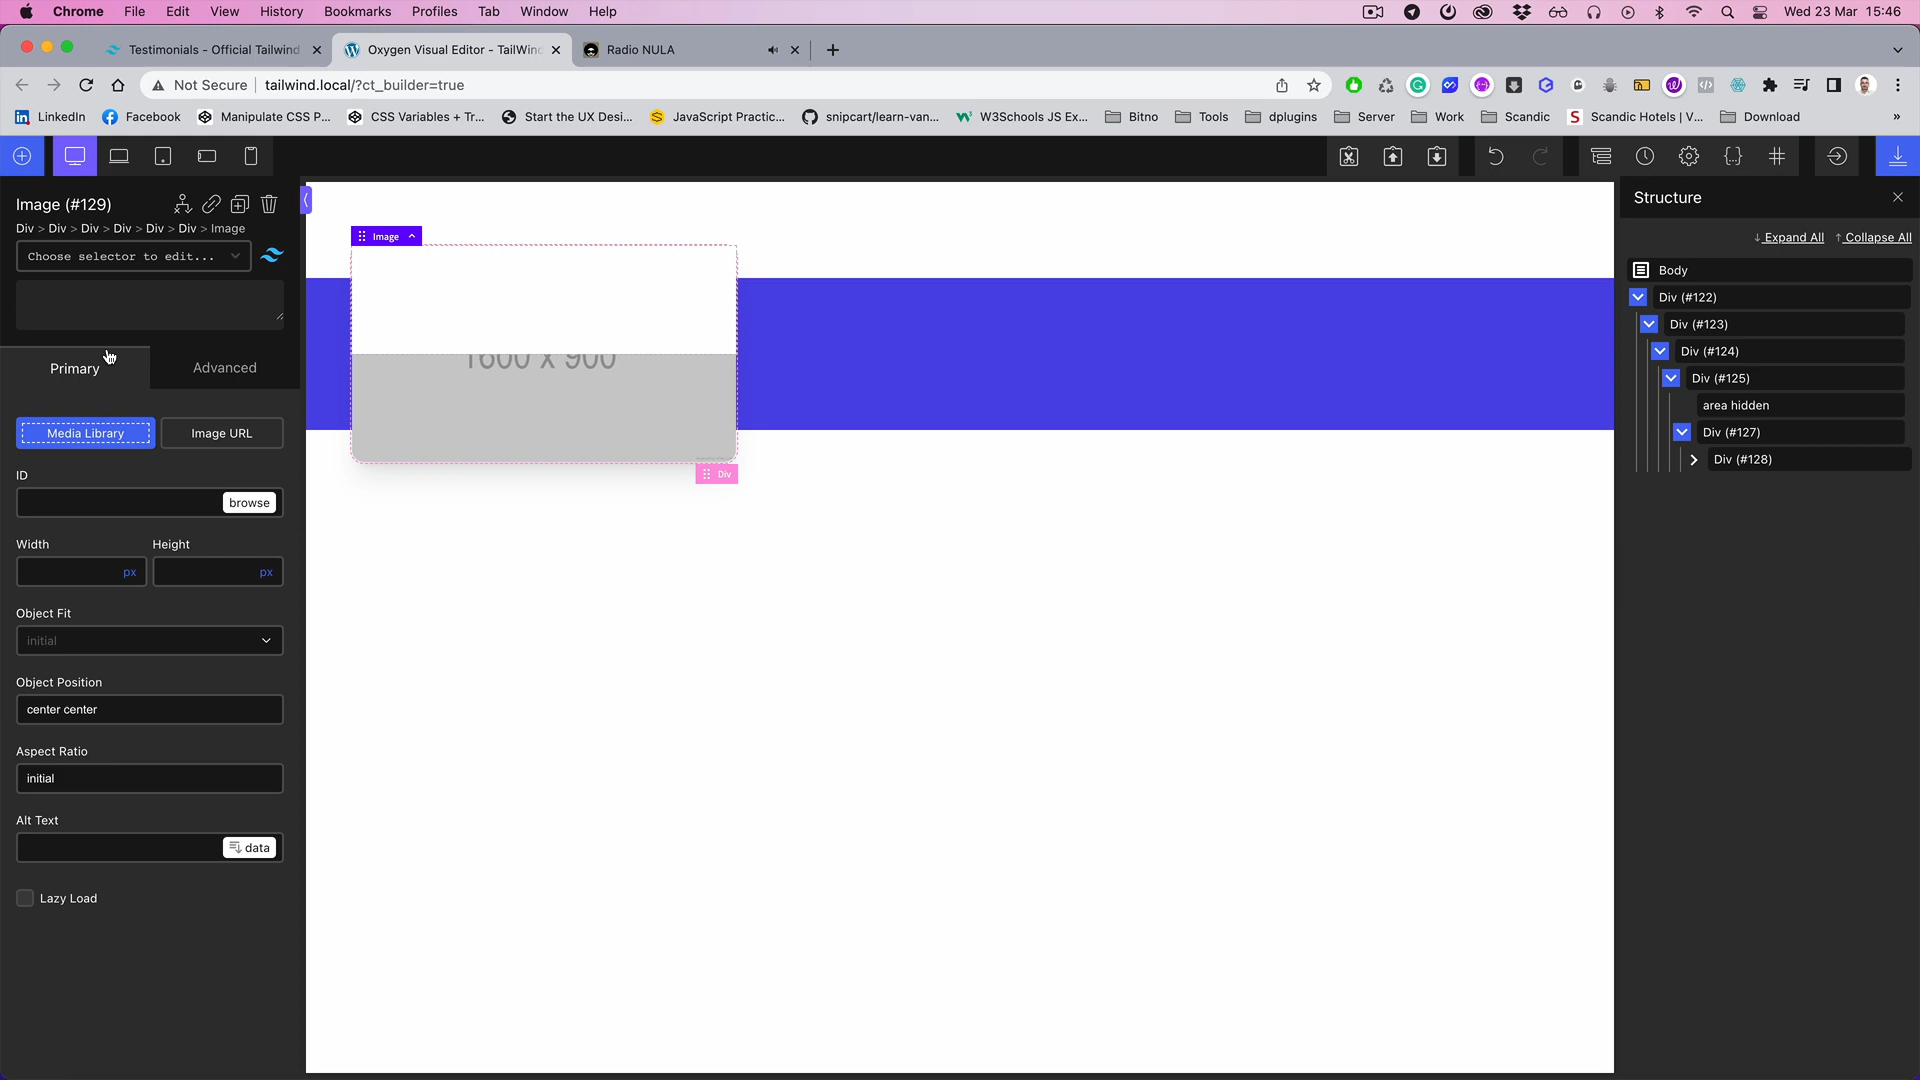 Chrome File Edit View History Bookmarks Profiles Tab Window Help Wed 23 Mar 15:46
Testimonials - Official Tailwind Oxygen Visual Editor - TailWind Radio NULA
Not Secure tailwind.local/?ct_builder=true
LinkedIn Facebook Manipulate CSS P... CSS Variables + Tr... Start the UX Desi... JavaScript Practic... snipcart/learn-van... W3Schools JS Ex... Bitno Tools dplugins Server Work Scandic Scandic Hotels | V... Download »
Image (#129)
Div > Div > Div > Div > Div > Div > Image
Choose selector to edit...
Primary Advanced
Media Library Image URL
ID
browse
Width Height
px px
Object Fit
initial
Object Position
center center
Aspect Ratio
initial
Alt Text
data
Lazy Load
Image
1600 x 900
Div
Structure
↓ Expand All ↑ Collapse All
Body
Div (#122)
Div (#123)
Div (#124)
Div (#125)
area hidden
Div (#127)
Div (#128)